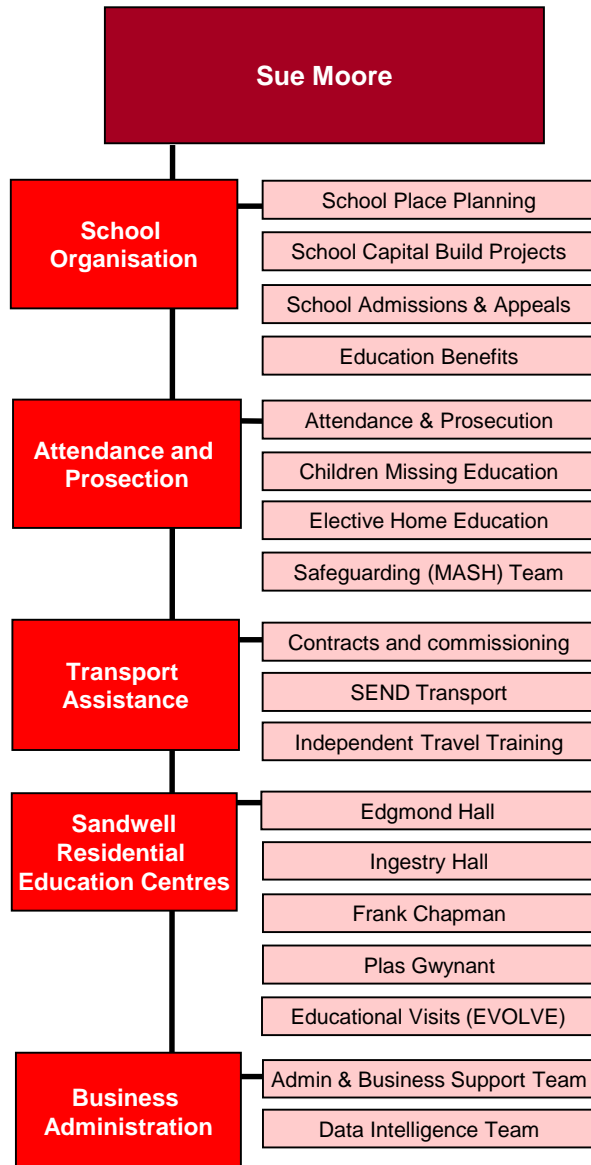 Sue Moore
School
Organisation
School Place Planning
School Capital Build Projects
School Admissions & Appeals
Education Benefits
Attendance and
Prosection
Attendance & Prosecution
Children Missing Education
Elective Home Education
Safeguarding (MASH) Team
Transport
Assistance
Contracts and commissioning
SEND Transport
Independent Travel Training
Sandwell
Residential
Education Centres
Edgmond Hall
Ingestry Hall
Frank Chapman
Plas Gwynant
Educational Visits (EVOLVE)
Business
Administration
Admin & Business Support Team
Data Intelligence Team